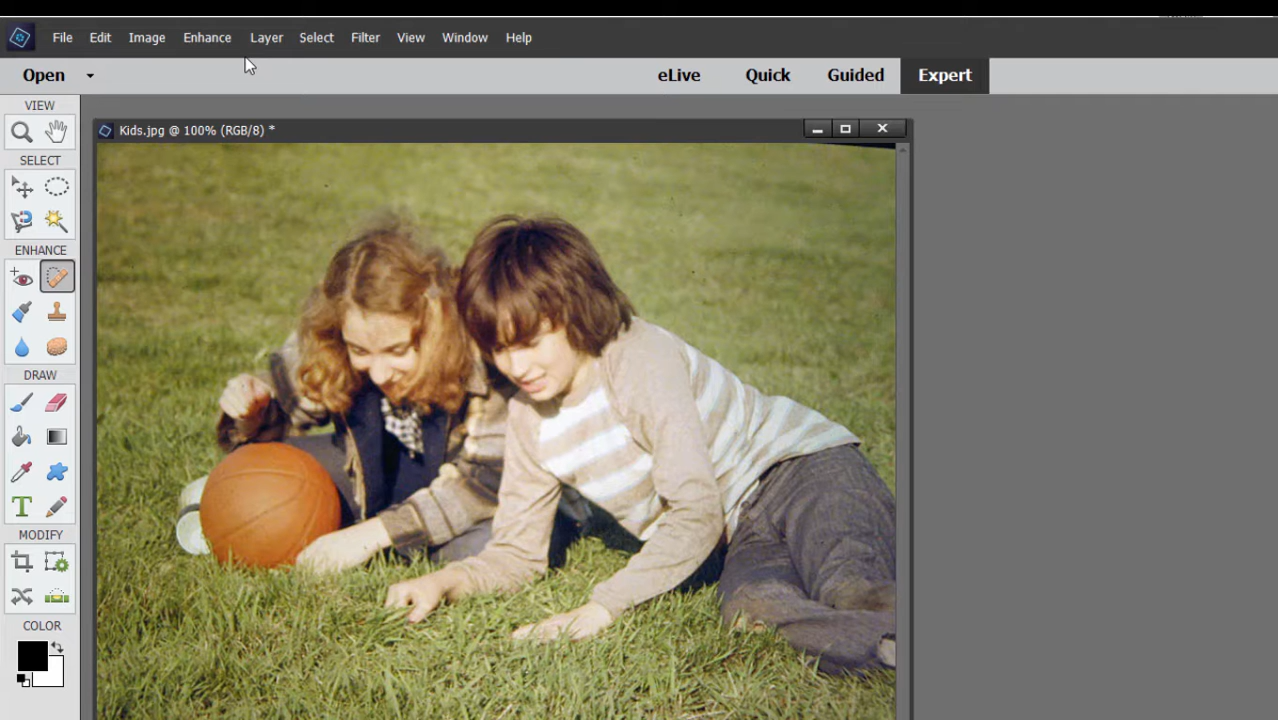 File Edit Image Enhance Layer Select Filter View Window Help
Open eLive Quick Guided Expert
VIEW
Kids.jpg @ 100% (RGB/8) *
SELECT
ENHANCE
DRAW
T
MODIFY
COLOR